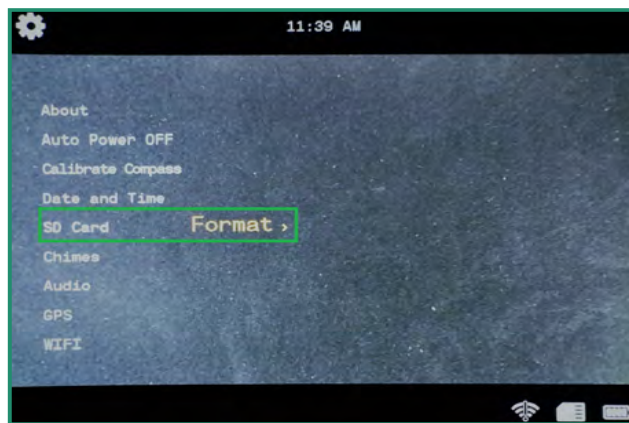 11:39 AM
About
Auto Power OFF
Calibrate Compass
Date and Time
SD Card Format ›
Chimes
Audio
GPS
WIFI